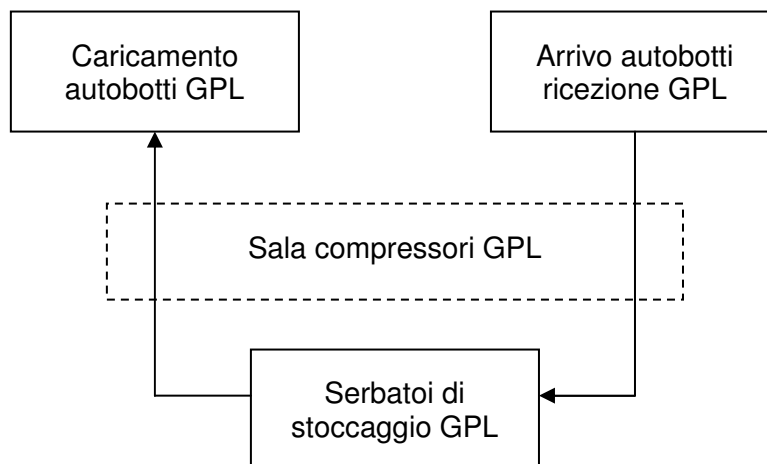 Caricamento
autobotti GPL
Arrivo autobotti
ricezione GPL
Sala compressori GPL
Serbatoi di
stoccaggio GPL